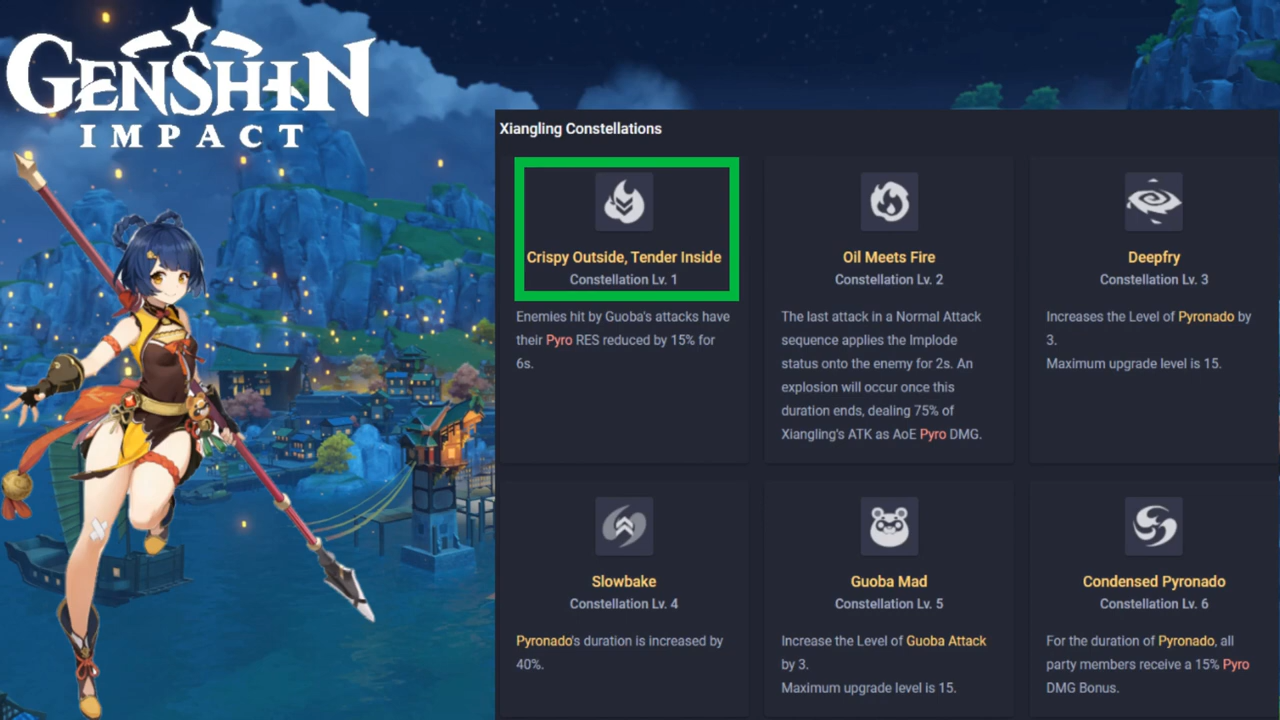 GENSHIN
IMPACT
Xiangling Constellations
Crispy Outside, Tender Inside
Constellation Lv. 1
Enemies hit by Guoba's attacks have
their Pyro RES reduced by 15% for
6s.
Oil Meets Fire
Constellation Lv. 2
The last attack in a Normal Attack
sequence applies the Implode
status onto the enemy for 2s. An
explosion will occur once this
duration ends, dealing 75% of
Xiangling's ATK as AoE Pyro DMG.
Deepfry
Constellation Lv. 3
Increases the Level of Pyronado by
3.
Maximum upgrade level is 15.
Slowbake
Constellation Lv. 4
Pyronado's duration is increased by
40%.
Guoba Mad
Constellation Lv. 5
Increase the Level of Guoba Attack
by 3.
Maximum upgrade level is 15.
Condensed Pyronado
Constellation Lv. 6
For the duration of Pyronado, all
party members receive a 15% Pyro
DMG Bonus.